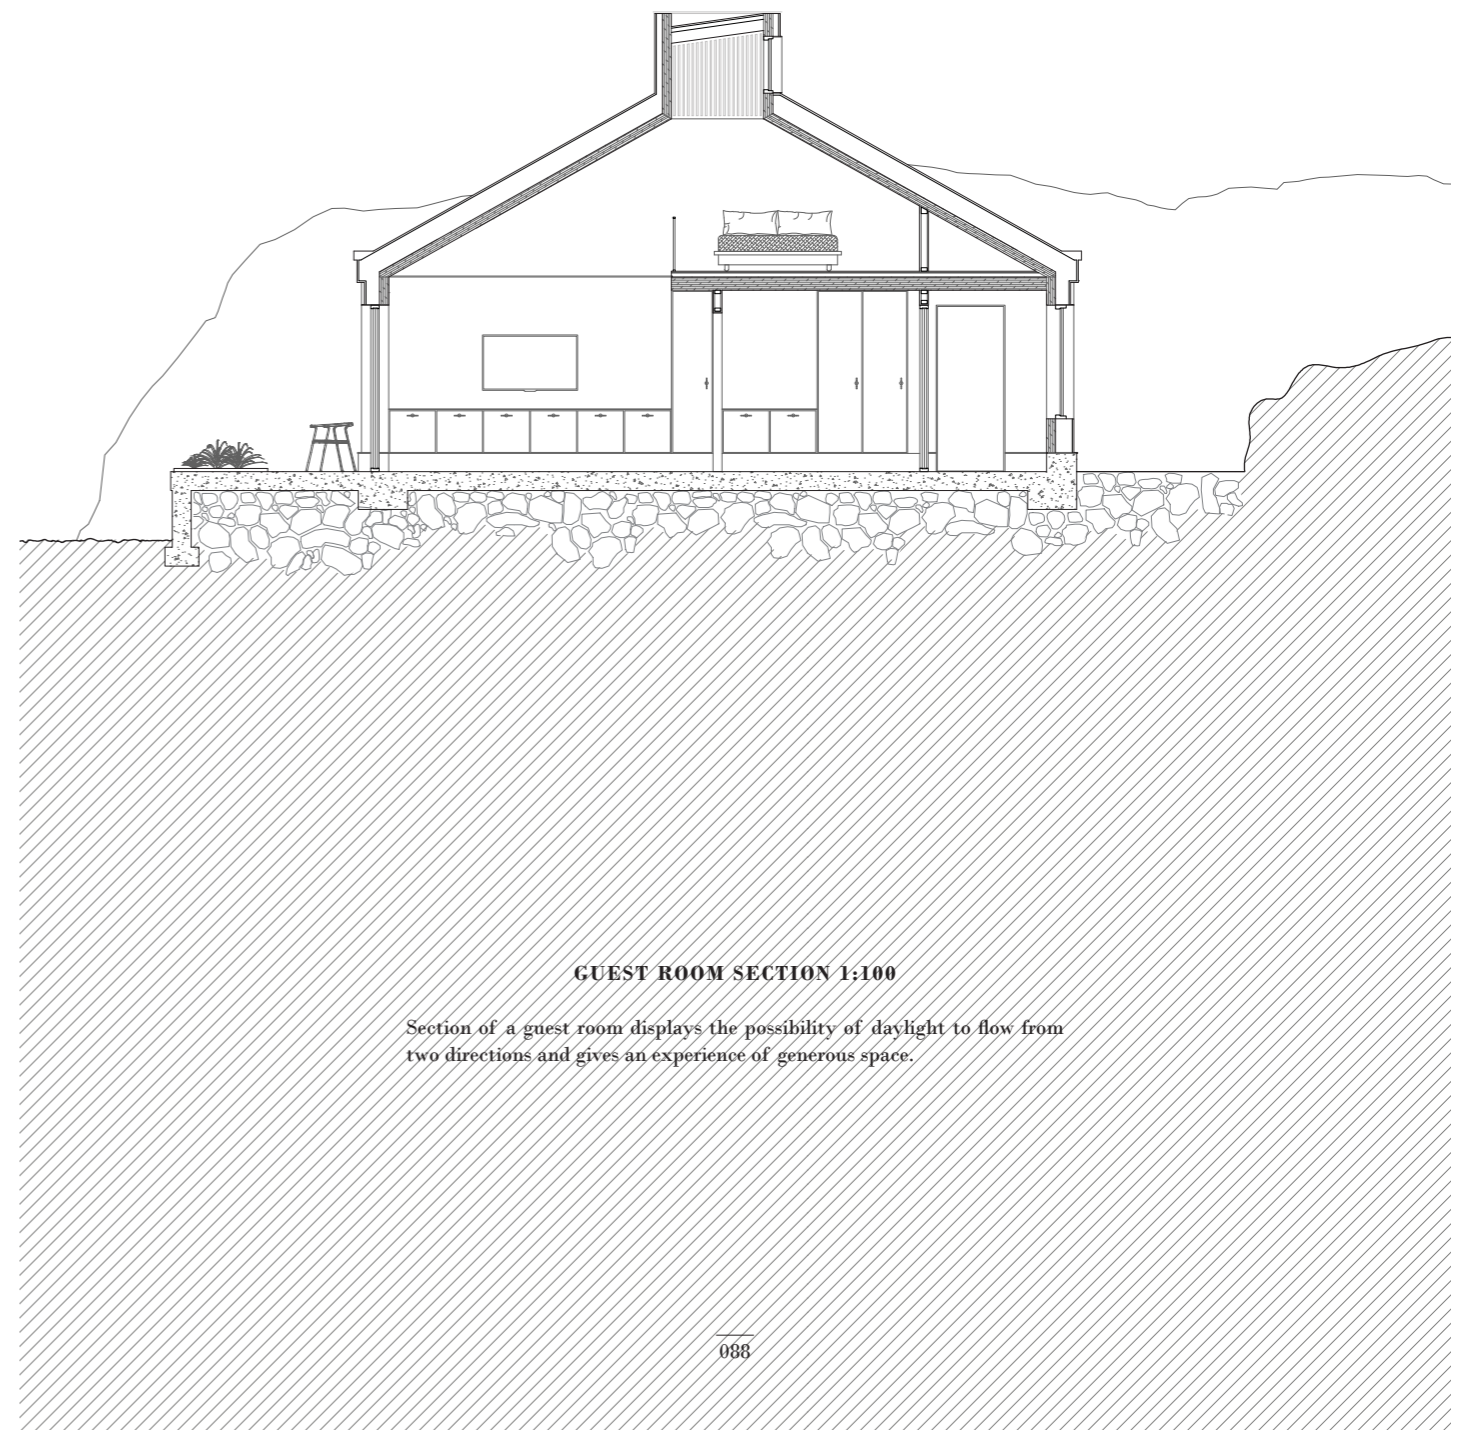 GUEST ROOM SECTION 1:100
Section of a guest room displays the possibility of daylight to flow from
two directions and gives an experience of generous space.
088